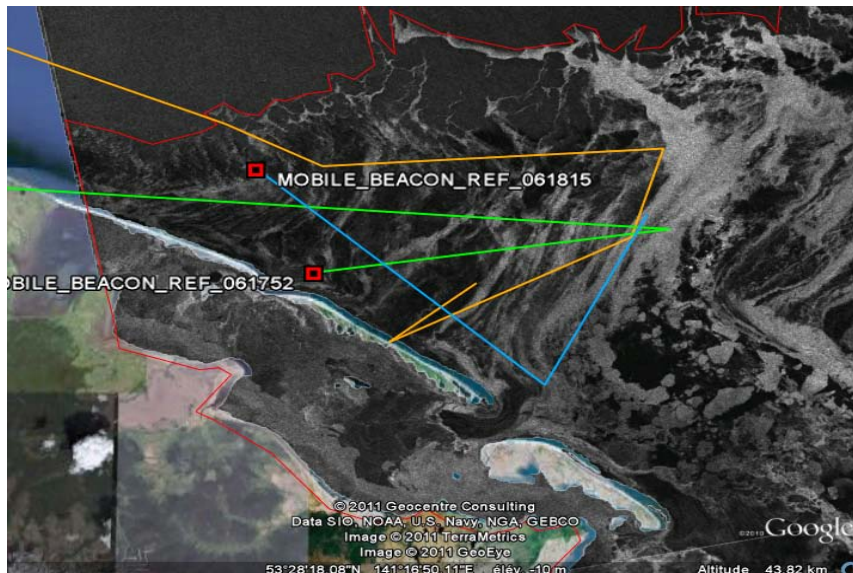 MOBILE_BEACON_REF_061815
OBILE_BEACON_REF_061752
© 2011 Geocentre Consulting
Data SIO, NOAA, U.S. Navy, NGA, GEBCO
Image © 2011 TerraMetrics
Image © 2011 GeoEye
©2010 Google
53°28'18.08"N 141°16'50.11"E élév. -10 m Altitude 43.82 km